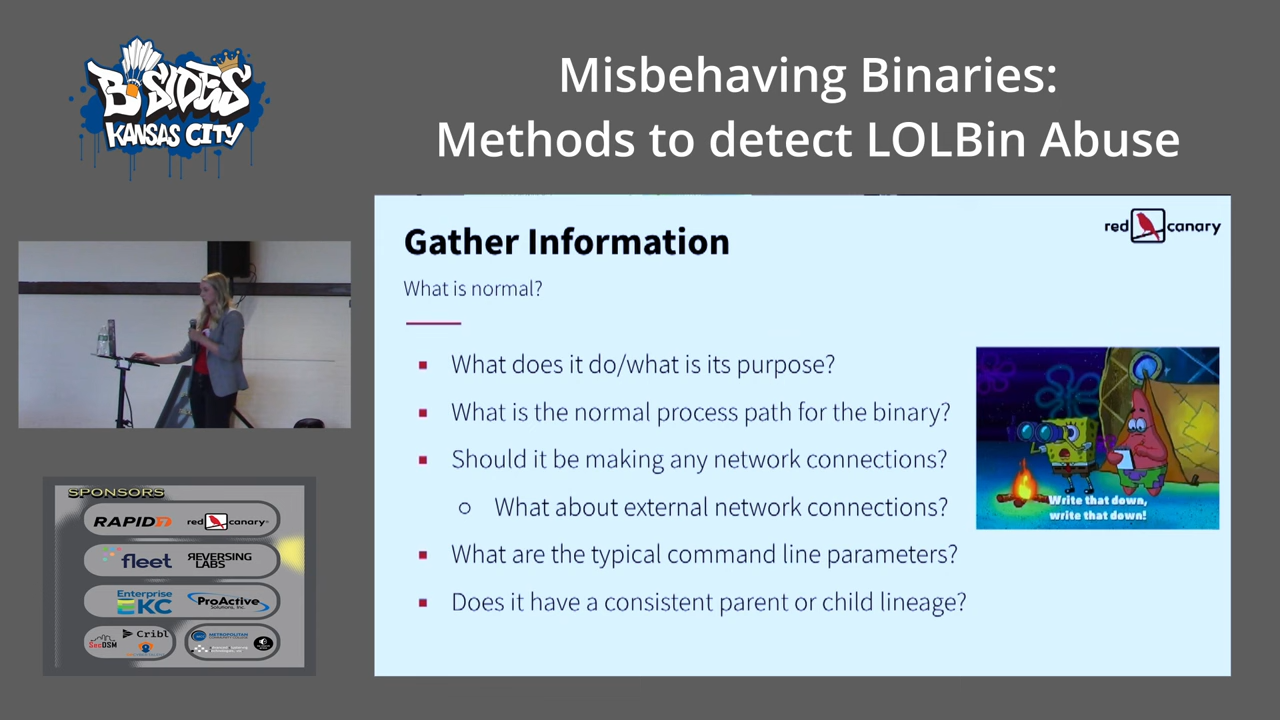 B SIDES
KANSAS CITY
Misbehaving Binaries:
Methods to detect LOLBin Abuse
red canary
Gather Information
What is normal?
What does it do/what is its purpose?
What is the normal process path for the binary?
Should it be making any network connections?
What about external network connections?
What are the typical command line parameters?
Does it have a consistent parent or child lineage?
Write that down,
write that down!
SPONSORS
RAPID7
red canary
fleet
REVERSING
LABS
Enterprise
KC
ProActive
Solutions, Inc.
SecDSM
Cribl
METROPOLITAN